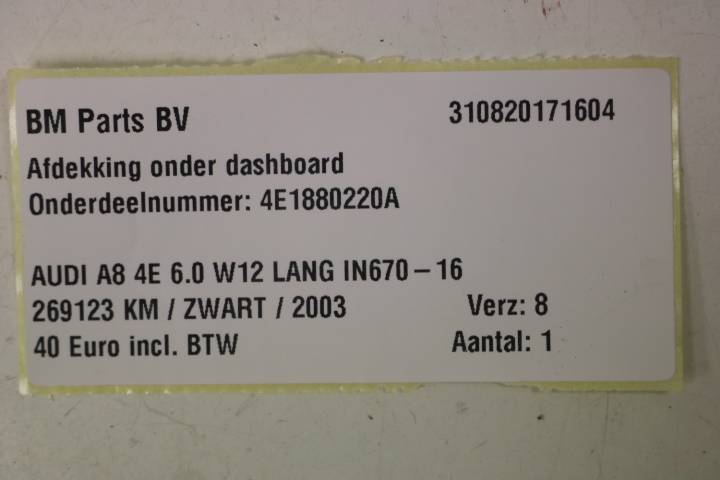 BM Parts BV 310820171604
Afdekking onder dashboard
Onderdeelnummer: 4E1880220A
AUDI A8 4E 6.0 W12 LANG IN670-16
269123 KM / ZWART / 2003 Verz: 8
40 Euro incl. BTW Aantal: 1